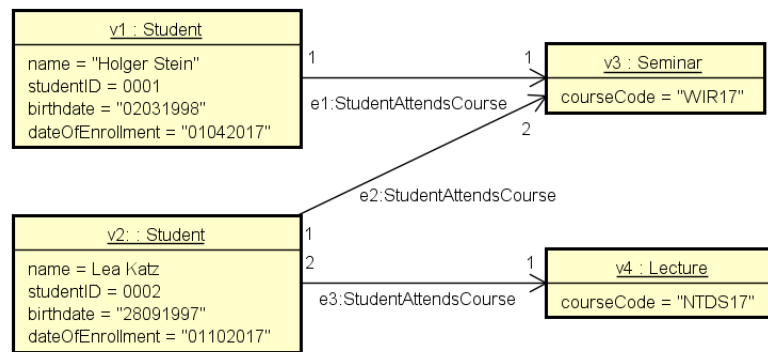 v1 : Student
name = "Holger Stein"
studentID = 0001
birthdate = "02031998"
dateOfEnrollment = "01042017"
1
1
e1:StudentAttendsCourse
v3 : Seminar
courseCode = "WIR17"
2
e2:StudentAttendsCourse
v2: : Student
name = Lea Katz
studentID = 0002
birthdate = "28091997"
dateOfEnrollment = "01102017"
1
2
1
e3:StudentAttendsCourse
v4 : Lecture
courseCode = "NTDS17"